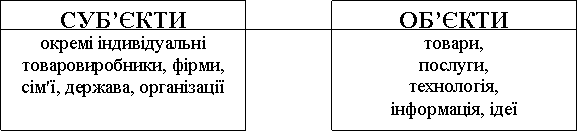 СУБ’ЄКТИ
окремі індивідуальні
товаровиробники, фірми,
сім'ї, держава, організації
ОБ’ЄКТИ
товари,
послуги,
технологія,
інформація, ідеї